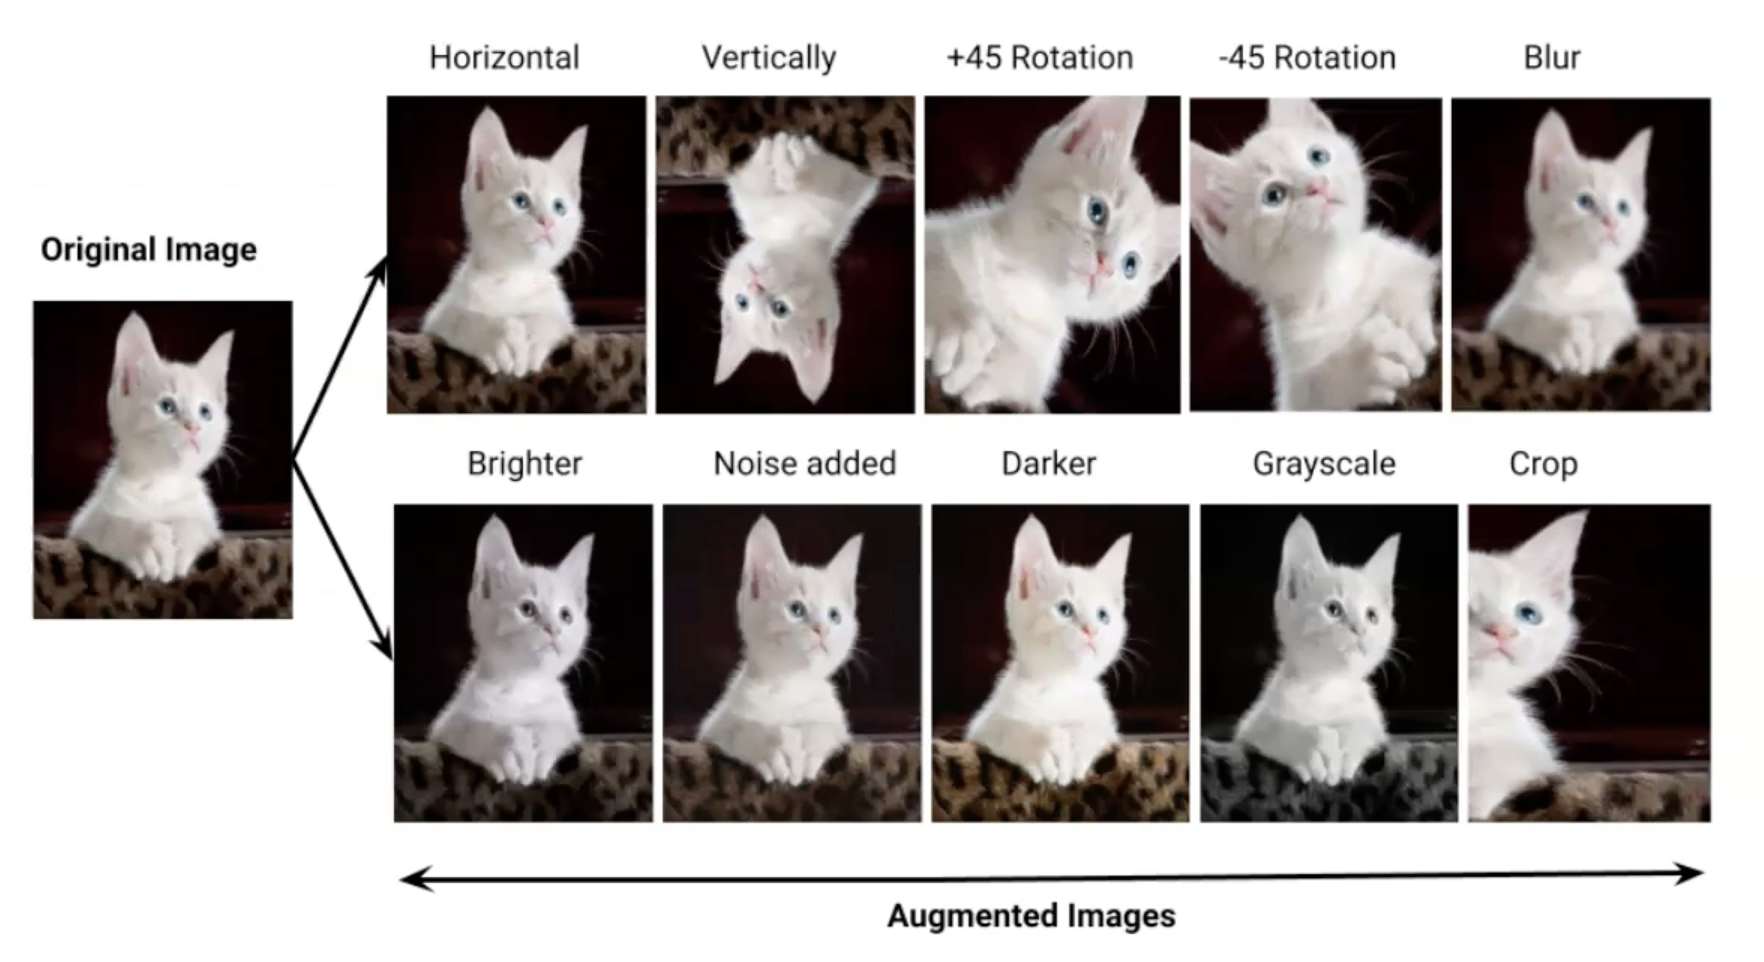 Horizontal
Vertically
+45 Rotation
-45 Rotation
Blur
Original Image
Brighter
Noise added
Darker
Grayscale
Crop
Augmented Images